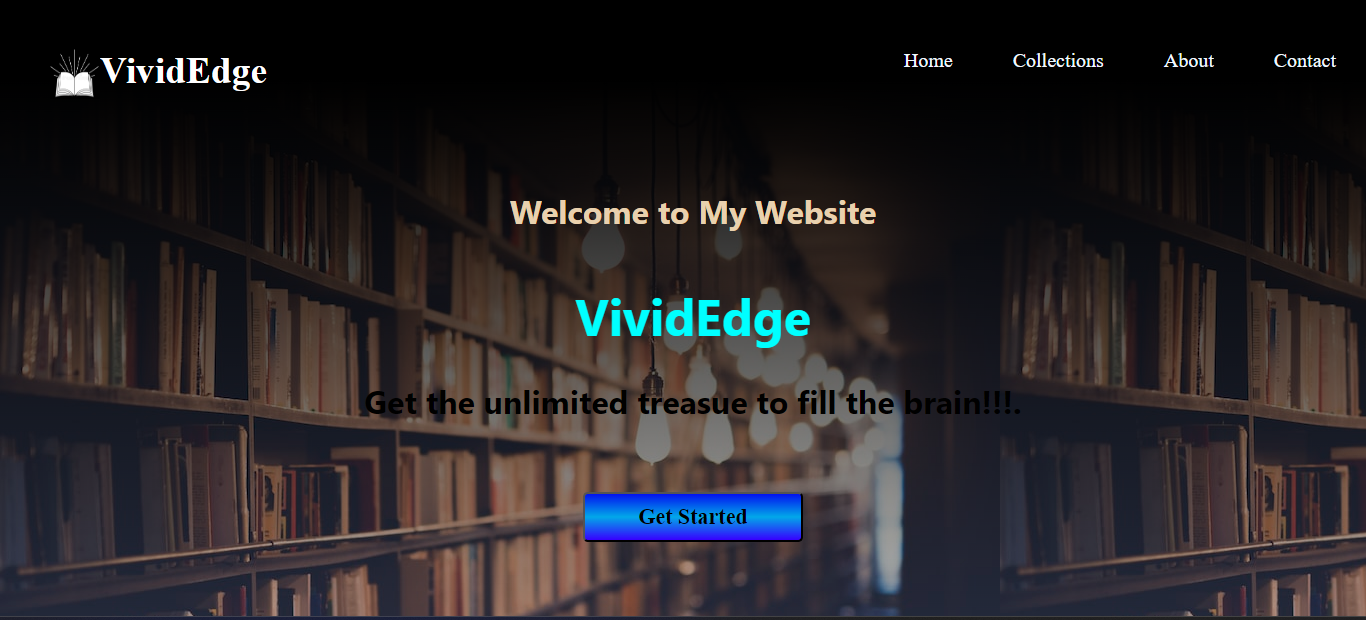 VividEdge
Home Collections About Contact
Welcome to My Website
VividEdge
Get the unlimited treasue to fill the brain!!!.
Get Started